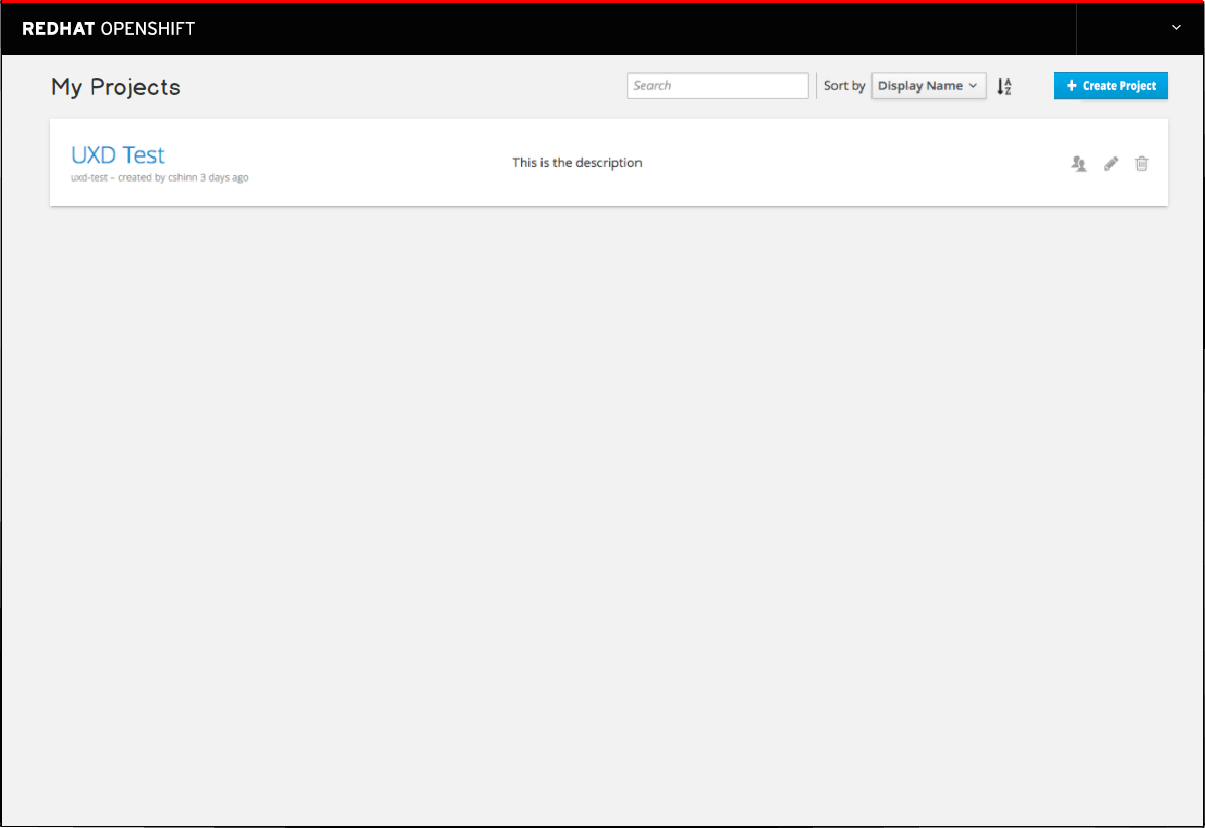 REDHAT OPENSHIFT
My Projects
Search
Sort by
Display Name
A
Z
+ Create Project
UXD Test
This is the description
uxd-test - created by cshinn 3 days ago